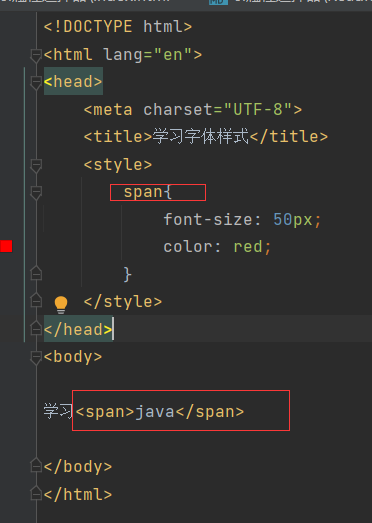 <!DOCTYPE html>
<html lang="en">
<head>
<meta charset="UTF-8">
<title>学习字体样式</title>
<style>
span{
font-size: 50px;
color: red;
}
</style>
</head>
<body>
学习<span>java</span>
</body>
</html>